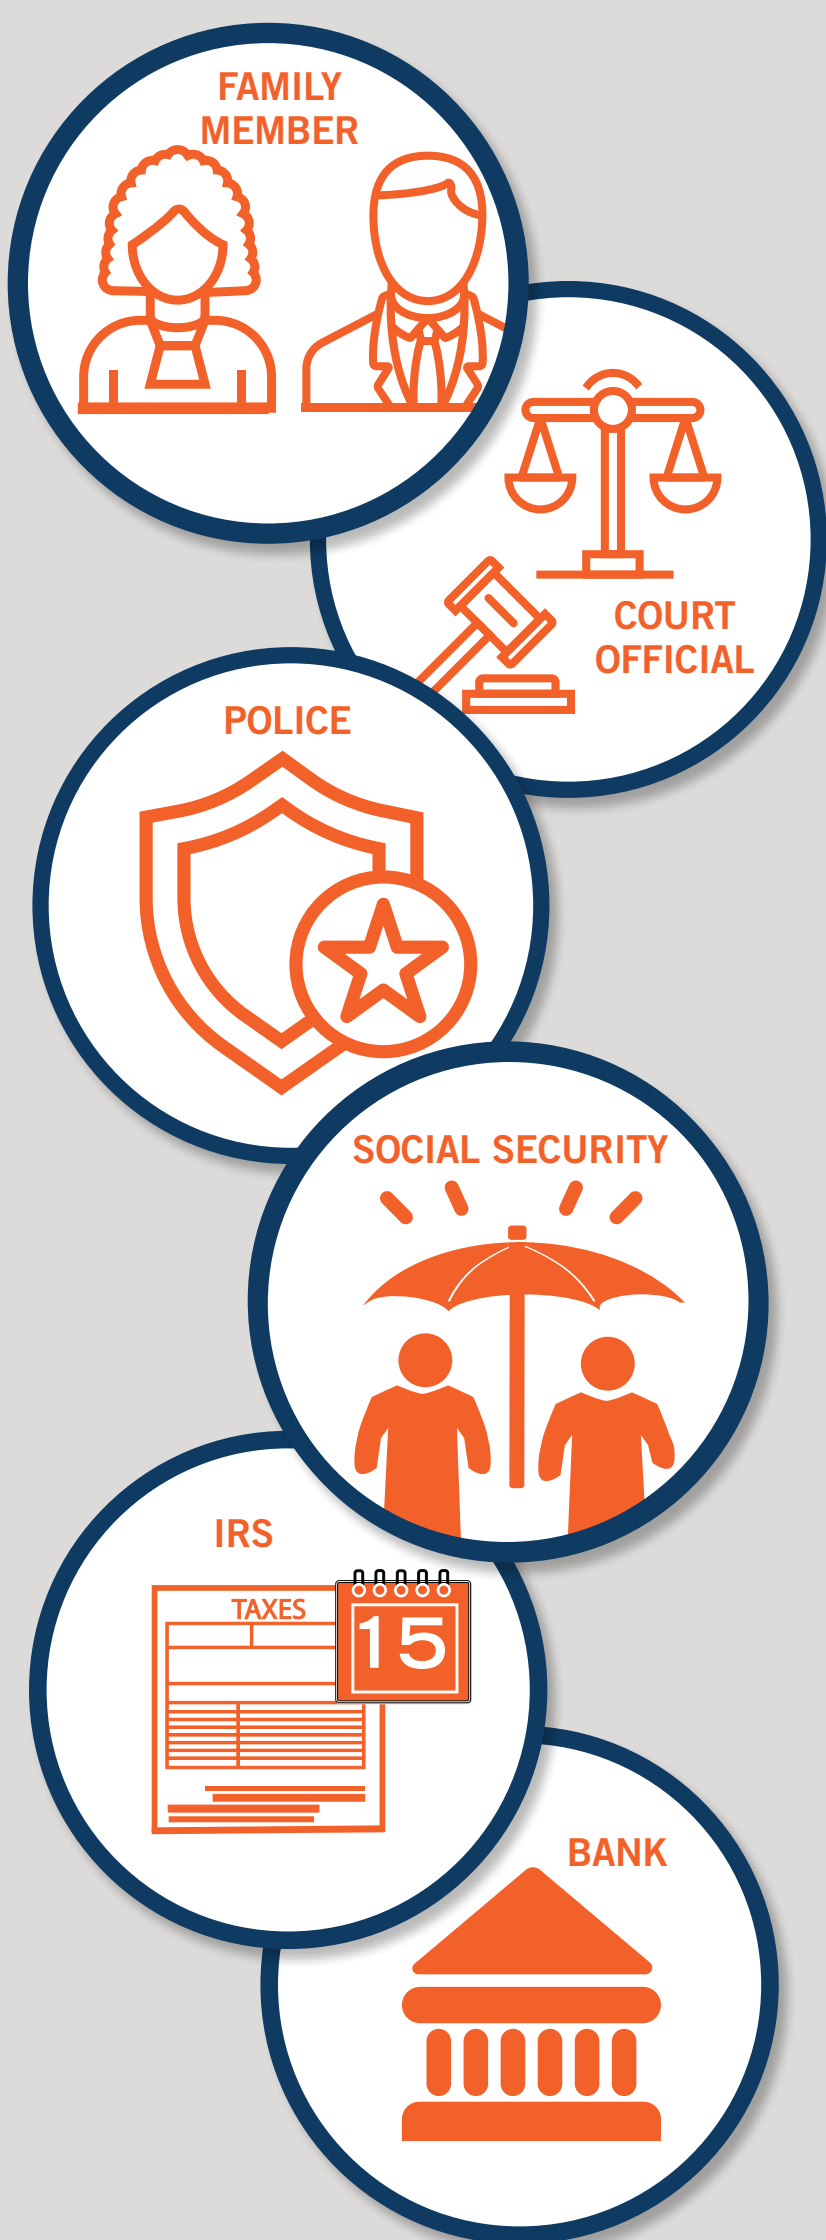 FAMILY
MEMBER
COURT
OFFICIAL
POLICE
SOCIAL SECURITY
IRS
TAXES
15
BANK